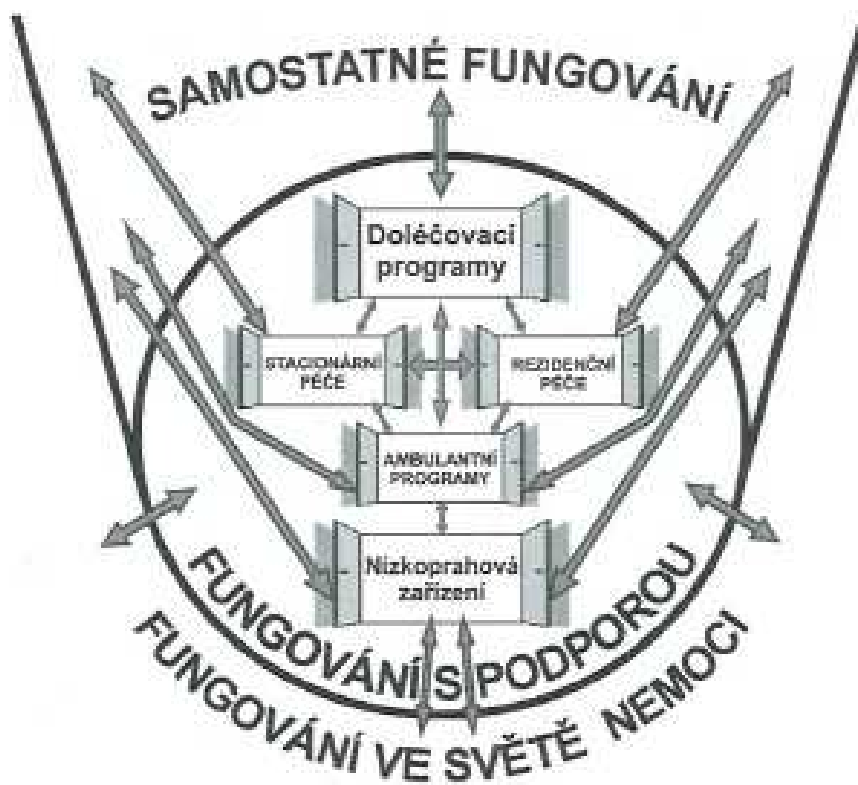 SAMOSTATNÉ FUNGOVÁNÍ
Doléčovací
programy
STACIONÁRNÍ
PÉČE
REZIDENČNÍ
PÉČE
AMBULANTNÍ
PROGRAMY
Nízkoprahová
zařízení
FUNGOVÁNÍ S PODPOROU
FUNGOVÁNÍ VE SVĚTĚ NEMOCI